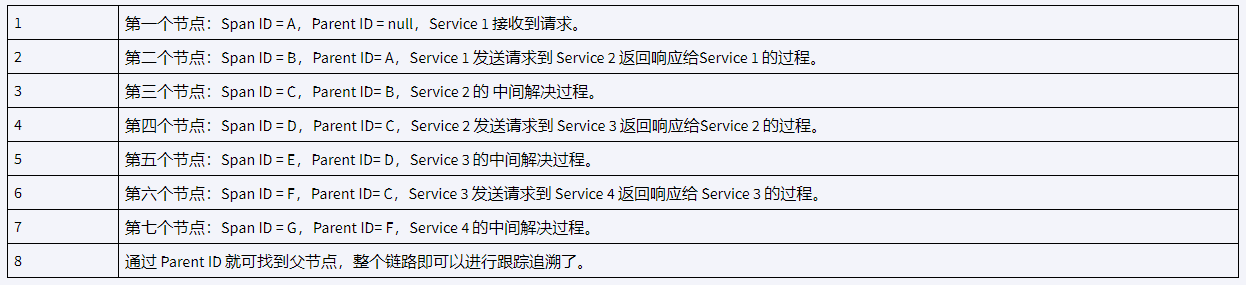 1 第一个节点：Span ID = A，Parent ID = null，Service 1 接收到请求。
2 第二个节点：Span ID = B，Parent ID= A，Service 1 发送请求到 Service 2 返回响应给Service 1 的过程。
3 第三个节点：Span ID = C，Parent ID= B，Service 2 的 中间解决过程。
4 第四个节点：Span ID = D，Parent ID= C，Service 2 发送请求到 Service 3 返回响应给Service 2 的过程。
5 第五个节点：Span ID = E，Parent ID= D，Service 3 的中间解决过程。
6 第六个节点：Span ID = F，Parent ID= C，Service 3 发送请求到 Service 4 返回响应给 Service 3 的过程。
7 第七个节点：Span ID = G，Parent ID= F，Service 4 的中间解决过程。
8 通过 Parent ID 就可找到父节点，整个链路即可以进行跟踪追溯了。